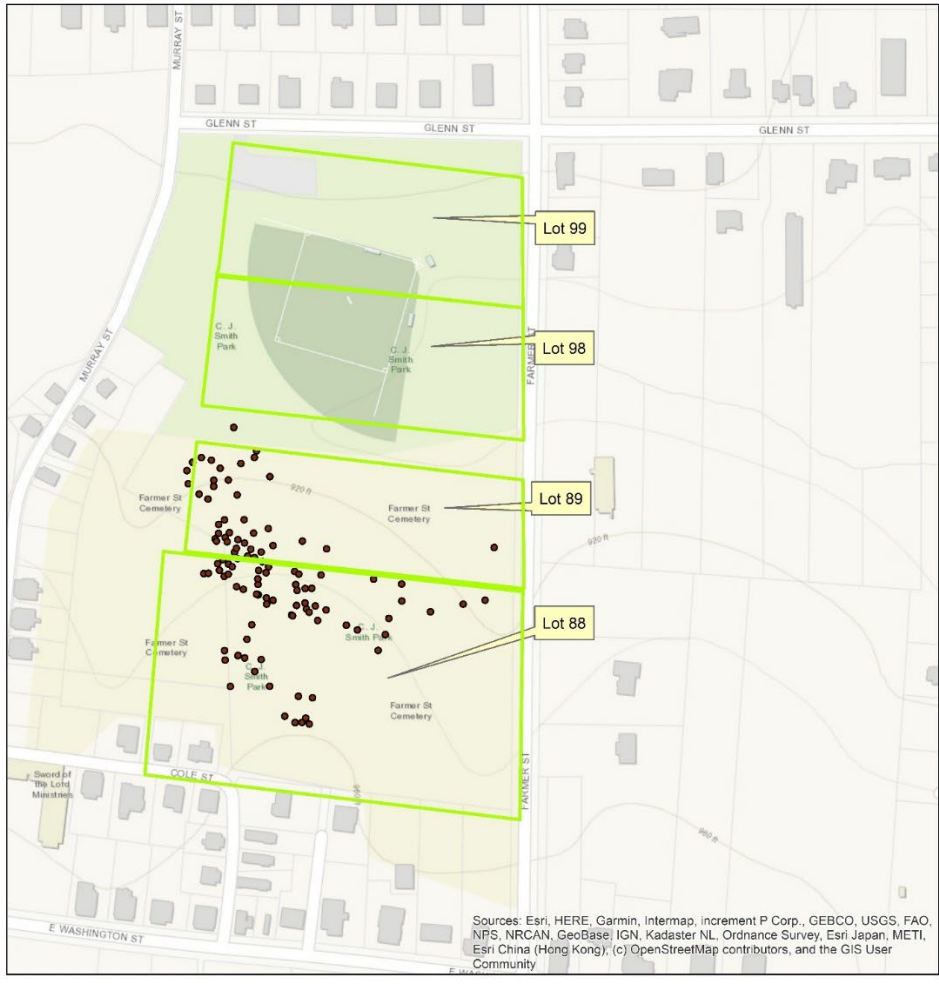 MURRAY ST
GLENN ST
GLENN ST
GLENN ST
Lot 99
C. J.
Smith
Park
C. J.
Smith
Park
Lot 98
FARMER ST
MURRAY ST
920 ft
Farmer St
Cemetery
Farmer St
Cemetery
Lot 89
920 ft
Lot 88
C. J.
Smith Park
Farmer St
Cemetery
C. J.
Smith
Park
Farmer St
Cemetery
COLE ST
Sword of
the Lord
Ministries
FARMER ST
960 ft
960 ft
E WASHINGTON ST
Sources: Esri, HERE, Garmin, Intermap, increment P Corp., GEBCO, USGS, FAO,
NPS, NRCAN, GeoBase, IGN, Kadaster NL, Ordnance Survey, Esri Japan, METI,
Esri China (Hong Kong), (c) OpenStreetMap contributors, and the GIS User
Community